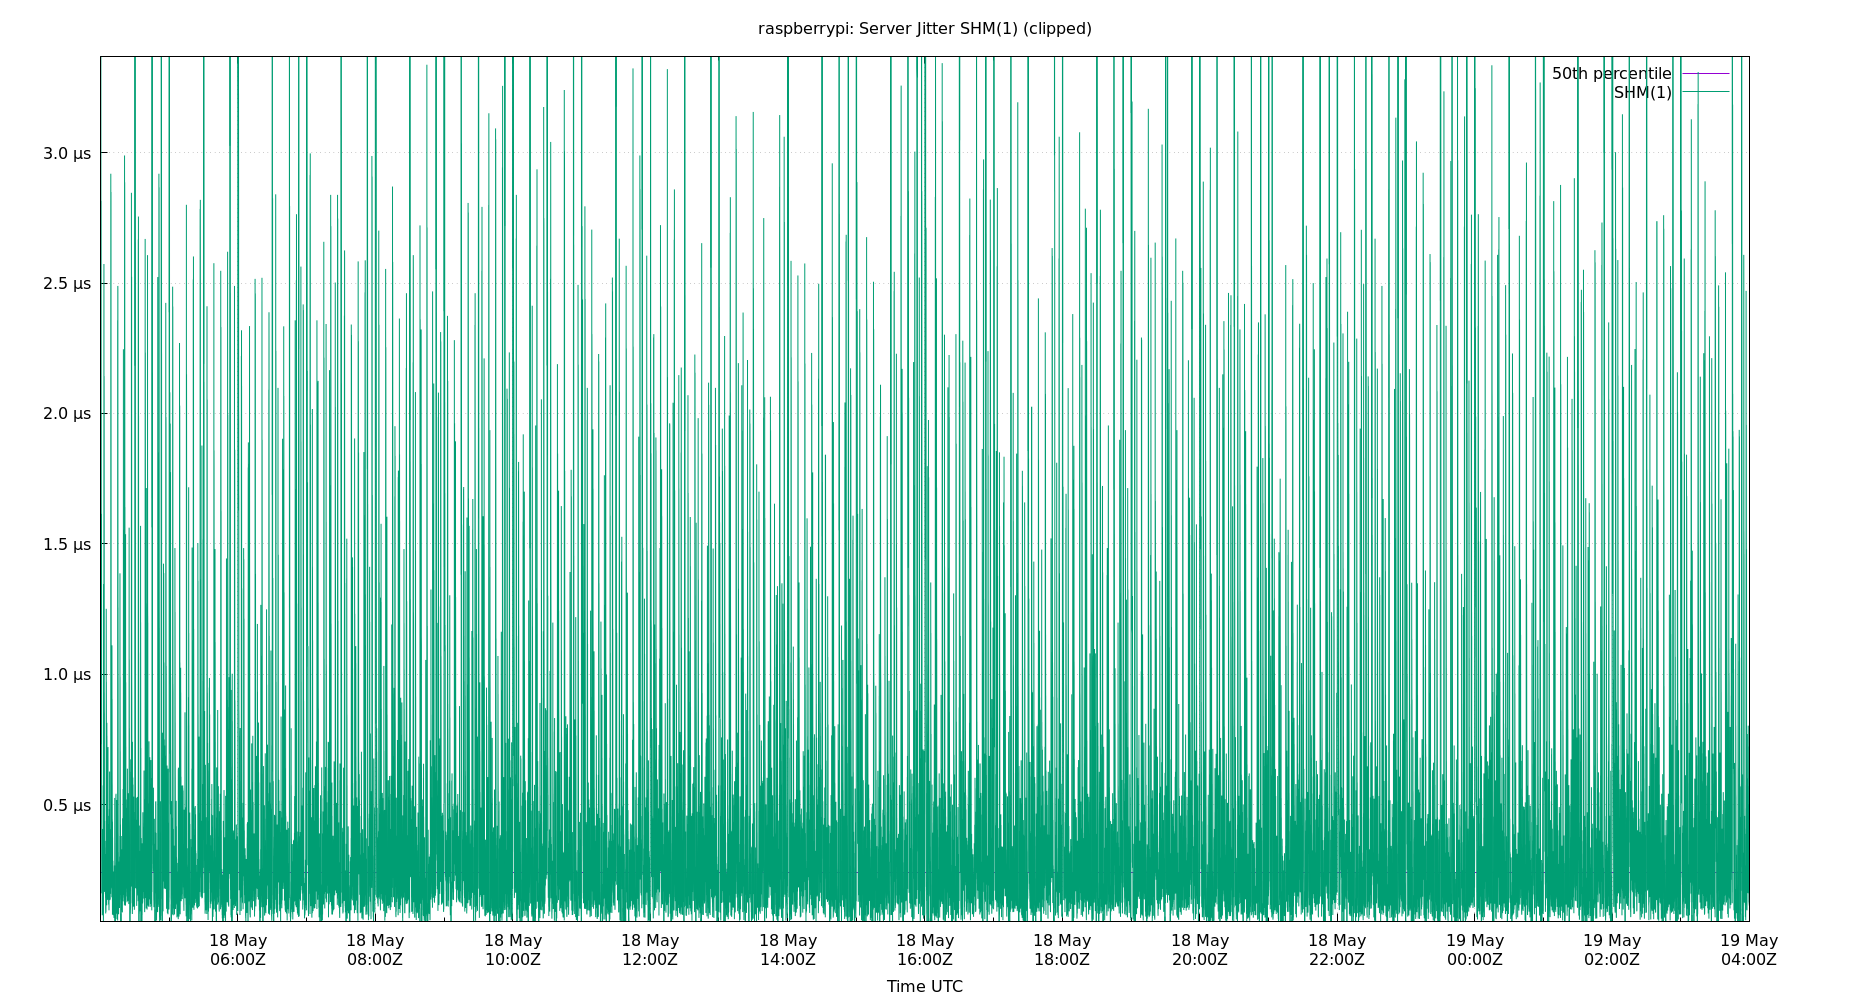 raspberrypi: Server Jitter SHM(1) (clipped)
50th percentile
SHM(1)
3.0 µs
2.5 µs
2.0 µs
1.5 µs
1.0 µs
0.5 µs
18 May 18 May 18 May 18 May 18 May 18 May 18 May 18 May 18 May 19 May 19 May 19 May
06:00Z 08:00Z 10:00Z 12:00Z 14:00Z 16:00Z 18:00Z 20:00Z 22:00Z 00:00Z 02:00Z 04:00Z
Time UTC